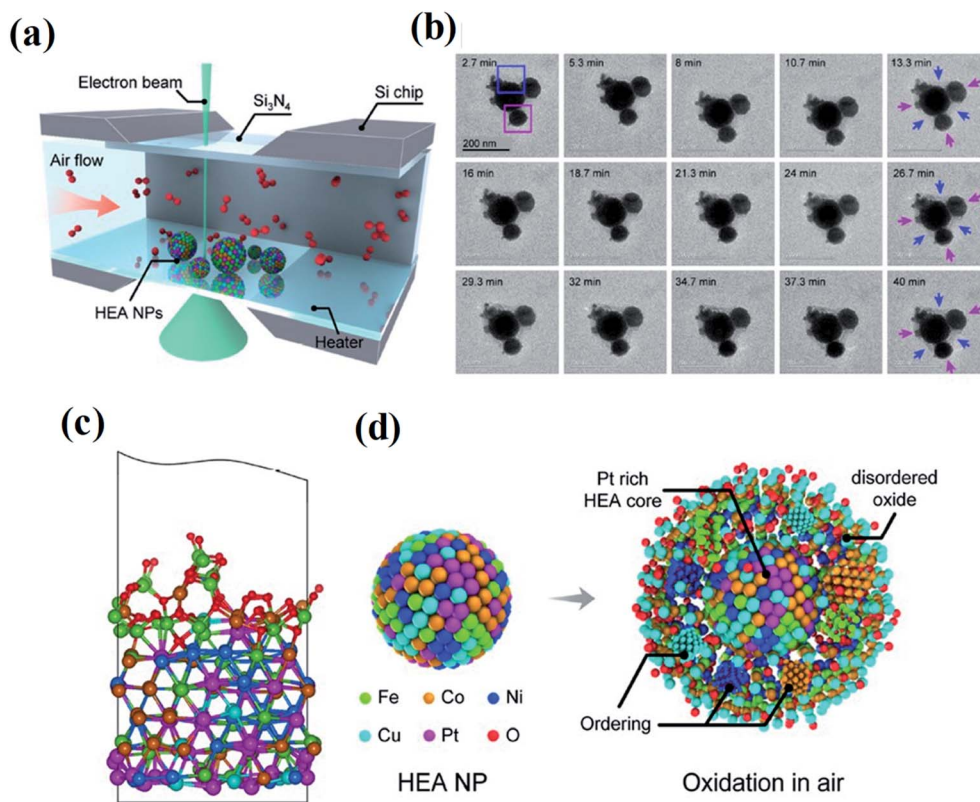 (a)
Electron beam
Si3N4
Si chip
Air flow
HEA NPs
Heater
(b)
2.7 min
5.3 min
8 min
10.7 min
13.3 min
200 nm
16 min
18.7 min
21.3 min
24 min
26.7 min
29.3 min
32 min
34.7 min
37.3 min
40 min
(c)
(d)
Fe
Co
Ni
Cu
Pt
O
HEA NP
Pt rich
HEA core
disordered
oxide
Ordering
Oxidation in air